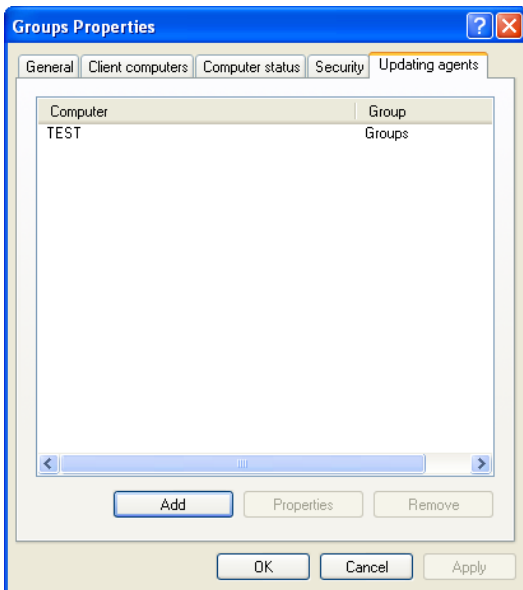 Groups Properties
General Client computers Computer status Security Updating agents
Computer Group
TEST Groups
Add Properties Remove
OK Cancel Apply